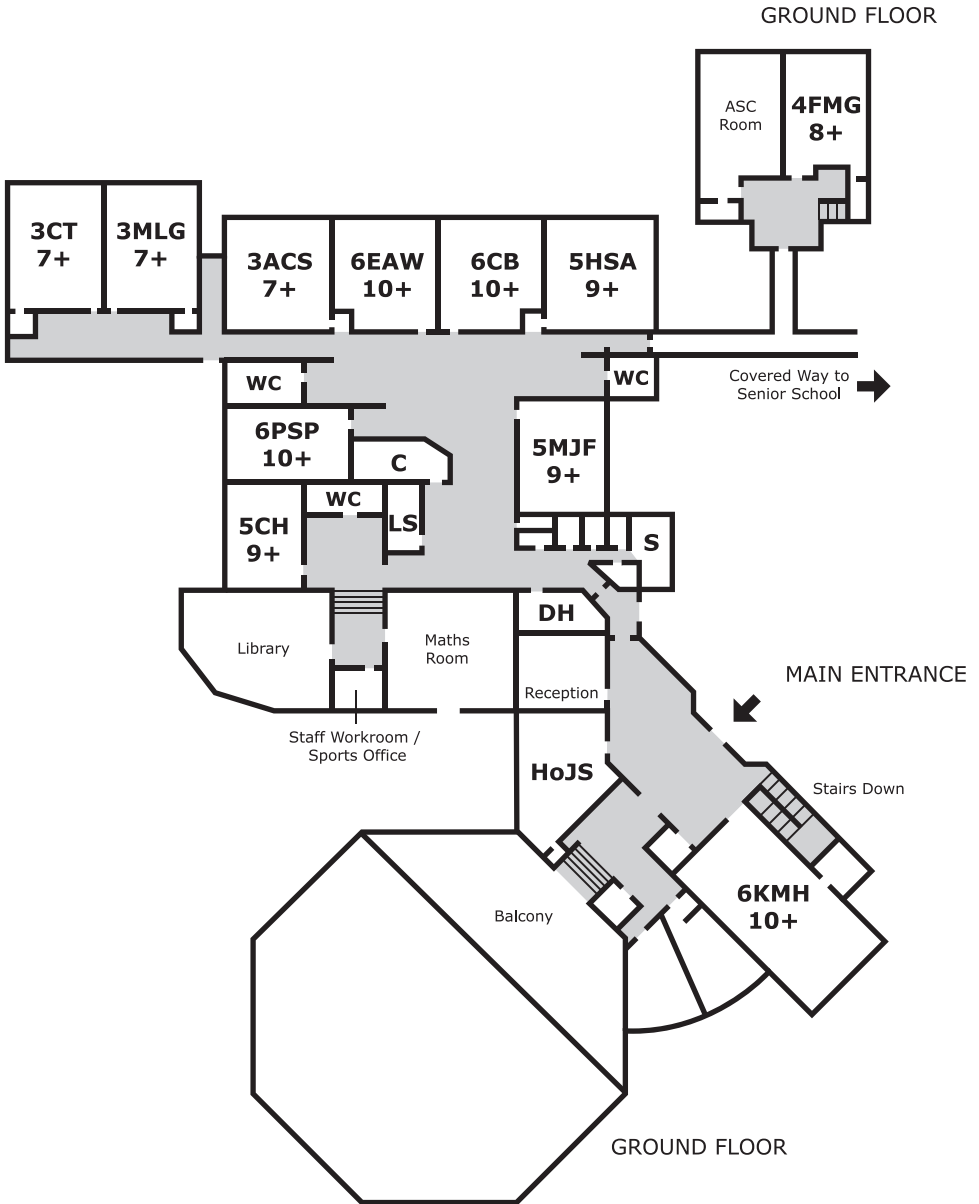 GROUND FLOOR
ASC
Room
4FMG
8+
3CT
7+
3MLG
7+
3ACS
7+
6EAW
10+
6CB
10+
5HSA
9+
WC
WC
Covered Way to
Senior School
6PSP
10+
C
5MJF
9+
WC
5CH
9+
LS
S
DH
Library
Maths
Room
Reception
MAIN ENTRANCE
Staff Workroom /
Sports Office
HoJS
Stairs Down
6KMH
10+
Balcony
GROUND FLOOR